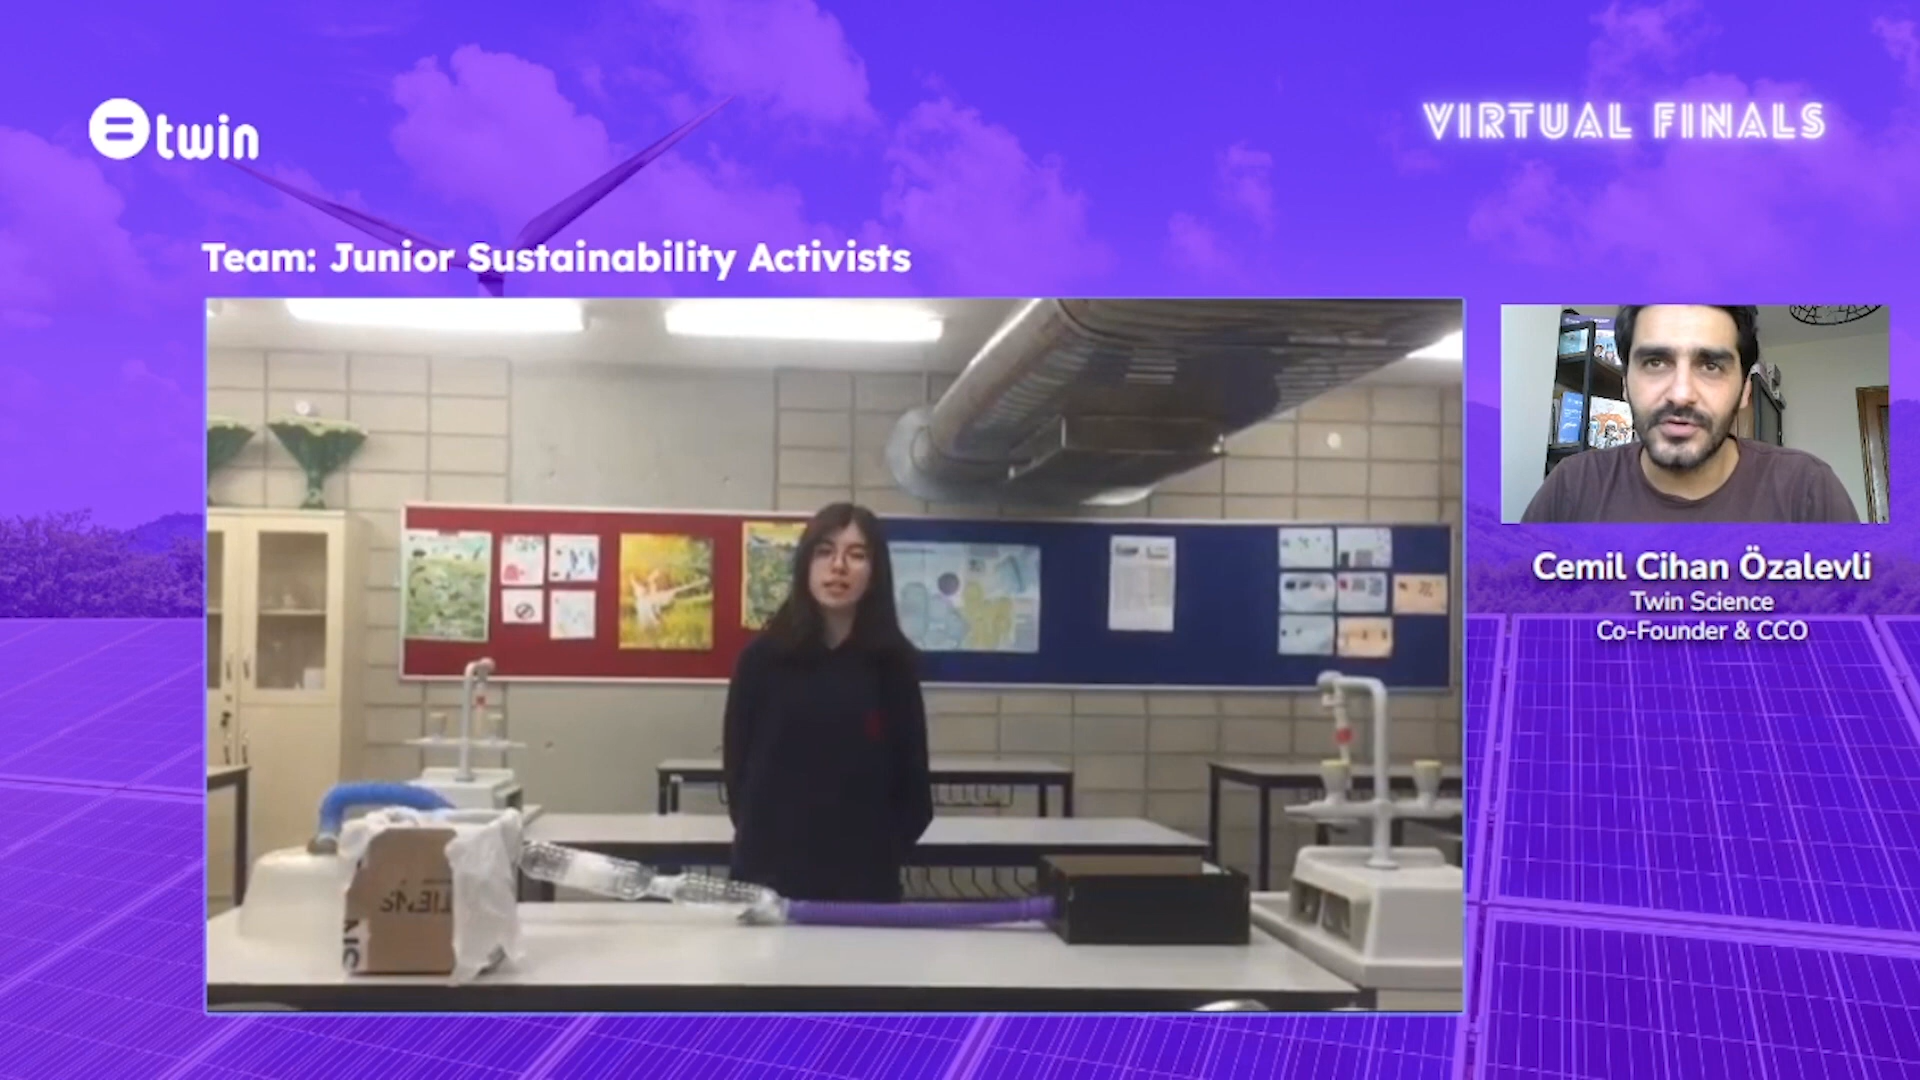 twin
VIRTUAL FINALS
Team: Junior Sustainability Activists
Cemil Cihan Özalevli
Twin Science
Co-Founder & CCO